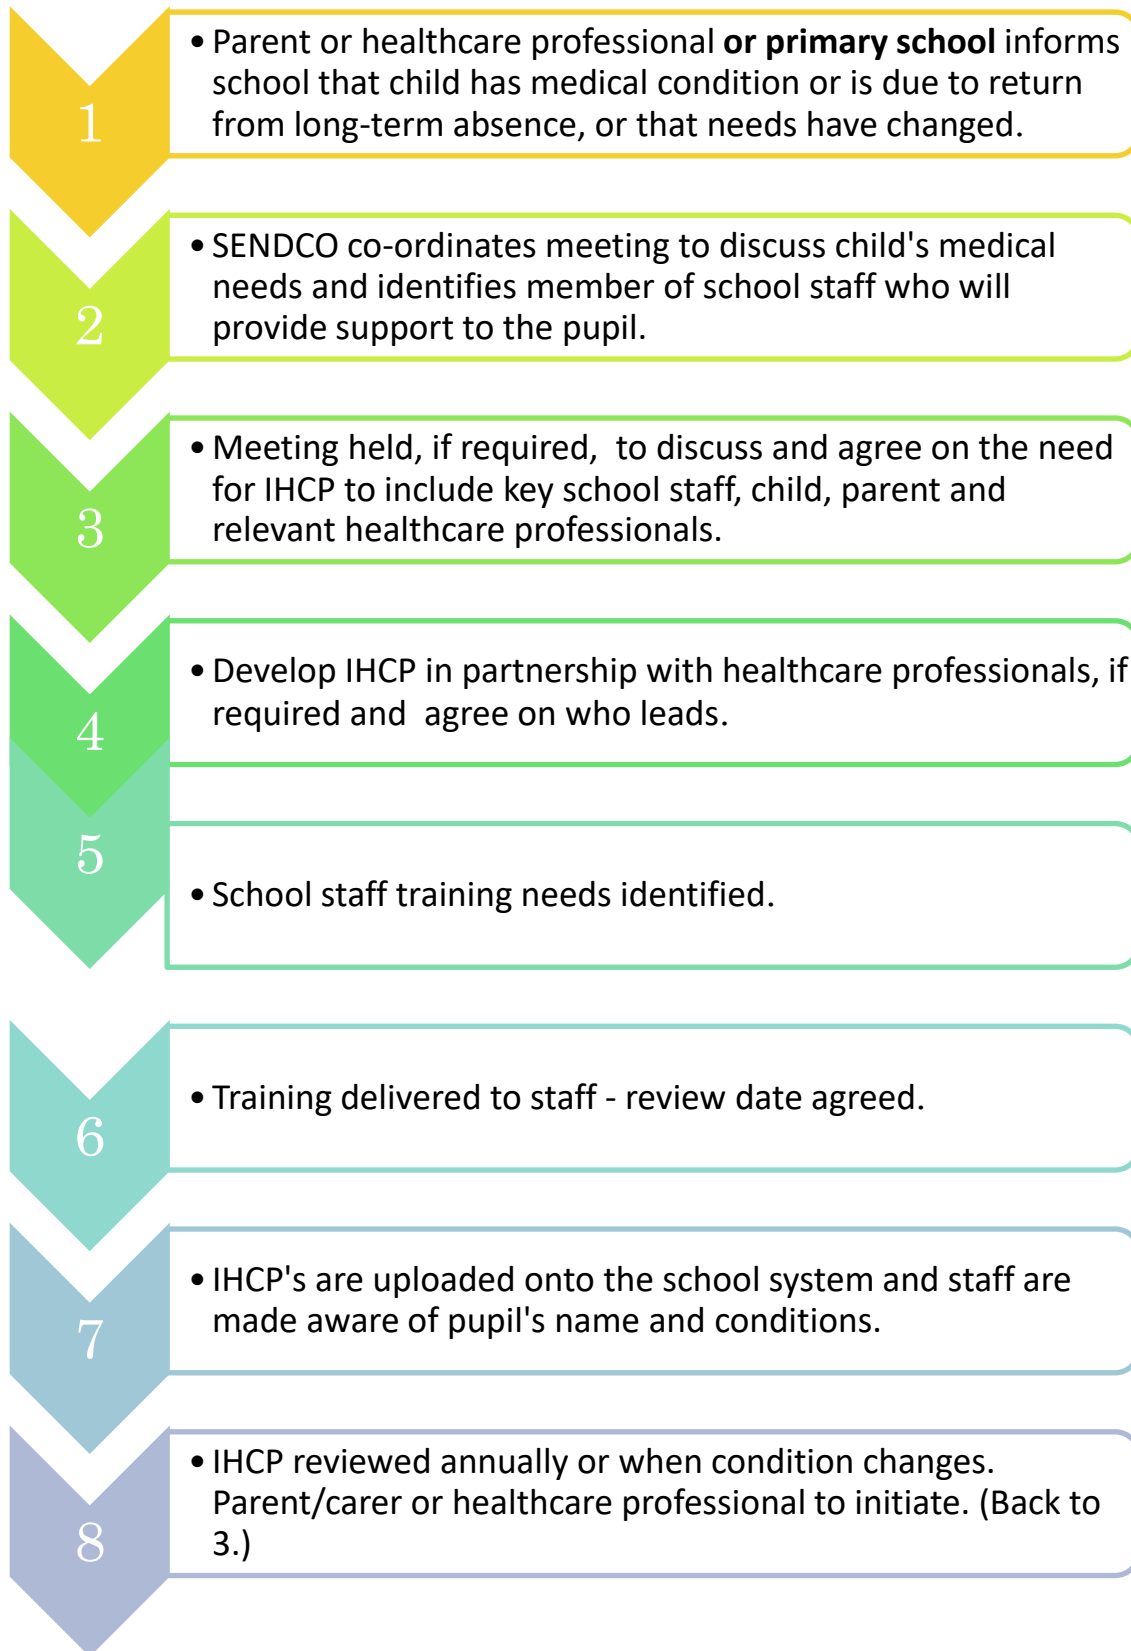 1
• Parent or healthcare professional or primary school informs
school that child has medical condition or is due to return
from long-term absence, or that needs have changed.
2
• SENDCO co-ordinates meeting to discuss child's medical
needs and identifies member of school staff who will
provide support to the pupil.
3
• Meeting held, if required,  to discuss and agree on the need
for IHCP to include key school staff, child, parent and
relevant healthcare professionals.
4
• Develop IHCP in partnership with healthcare professionals, if
required and  agree on who leads.
5
• School staff training needs identified.
6
• Training delivered to staff - review date agreed.
7
• IHCP's are uploaded onto the school system and staff are
made aware of pupil's name and conditions.
8
• IHCP reviewed annually or when condition changes.
Parent/carer or healthcare professional to initiate. (Back to
3.)